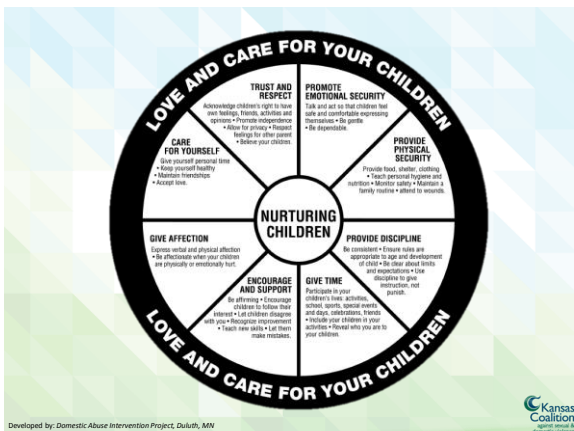 LOVE AND CARE FOR YOUR CHILDREN
TRUST AND
RESPECT
Acknowledge children's right to have
own feelings, friends, activities and
opinions • Promote independence
• Allow for privacy • Respect
feelings for other parent
• Believe your children.
PROMOTE
EMOTIONAL SECURITY
Talk and act so that children feel
safe and comfortable expressing
themselves • Be gentle
• Be dependable.
CARE
FOR YOURSELF
Give yourself personal time
• Keep yourself healthy
• Maintain friendships
• Accept love.
PROVIDE
PHYSICAL
SECURITY
Provide food, shelter, clothing
• Teach personal hygiene and
nutrition • Monitor safety • Maintain a
family routine • attend to wounds.
NURTURING
CHILDREN
GIVE AFFECTION
Express verbal and physical affection
• Be affectionate when your children
are physically or emotionally hurt.
PROVIDE DISCIPLINE
Be consistent • Ensure rules are
appropriate to age and development
of child • Be clear about limits
and expectations • Use
discipline to give
instruction, not
punish.
ENCOURAGE
AND SUPPORT
Be affirming • Encourage
children to follow their
interest • Let children disagree
with you • Recognize improvement
• Teach new skills • Let them
make mistakes.
GIVE TIME
Participate in your
children's lives: activities,
school, sports, special events
and days, celebrations, friends
• Include your children in your
activities • Reveal who you are to
your children.
LOVE AND CARE FOR YOUR CHILDREN
Developed by: Domestic Abuse Intervention Project, Duluth, MN
Kansas
Coalition
against sexual &